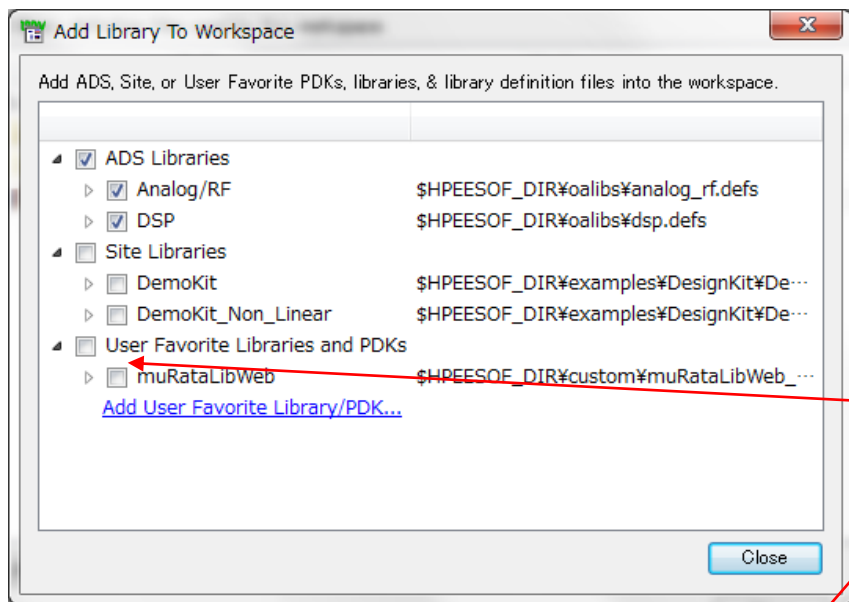 Add Library To Workspace
Add ADS, Site, or User Favorite PDKs, libraries, & library definition files into the workspace.
ADS Libraries
Analog/RF $HPEESOF_DIR¥oalibs¥analog_rf.defs
DSP $HPEESOF_DIR¥oalibs¥dsp.defs
Site Libraries
DemoKit $HPEESOF_DIR¥examples¥DesignKit¥De···
DemoKit_Non_Linear $HPEESOF_DIR¥examples¥DesignKit¥De···
User Favorite Libraries and PDKs
muRataLibWeb $HPEESOF_DIR¥custom¥muRataLibWeb_···
Add User Favorite Library/PDK...
Close